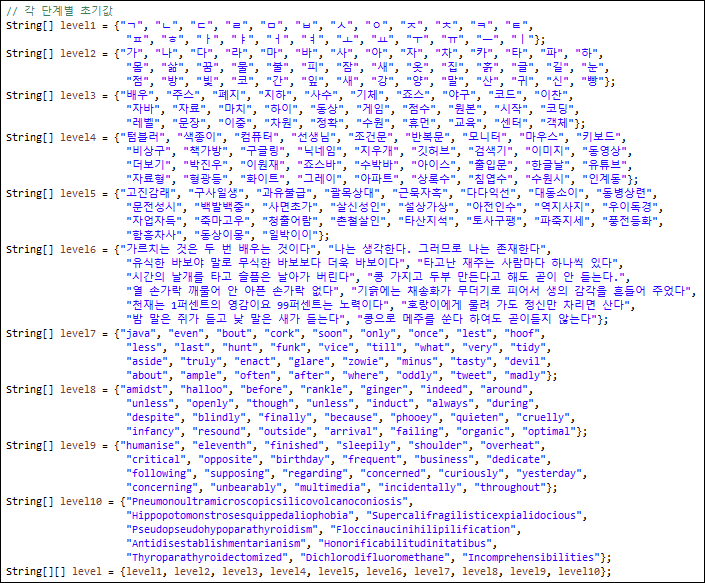 // 각 단계별 초기값
String[] level1 = {"ㄱ", "ㄴ", "ㄷ", "ㄹ", "ㅁ", "ㅂ", "ㅅ", "ㅇ", "ㅈ", "ㅊ", "ㅋ", "ㅌ",
"ㅍ", "ㅎ", "ㅏ", "ㅑ", "ㅓ", "ㅕ", "ㅗ", "ㅛ", "ㅜ", "ㅠ", "ㅡ", "ㅣ"};
String[] level2 = {"가", "나", "다", "라", "마", "바", "사", "아", "자", "차", "카", "타", "파", "하",
"몸", "삶", "꿈", "물", "불", "피", "잠", "새", "옷", "집", "흙", "글", "길", "눈",
"점", "방", "빛", "코", "간", "잎", "새", "강", "양", "말", "산", "귀", "신", "빵"};
String[] level3 = {"배우", "주스", "페지", "지하", "사수", "기체", "죠스", "야구", "코드", "이찬",
"자바", "자료", "마치", "하이", "동상", "게임", "점수", "원본", "시작", "코딩",
"레벨", "문장", "이중", "차원", "정확", "수원", "휴먼", "교육", "센터", "객체"};
String[] level4 = {"텀블러", "색종이", "컴퓨터", "선생님", "조건문", "반복문", "모니터", "마우스", "키보드",
"비상구", "책가방", "구글링", "닉네임", "지우개", "깃허브", "검색기", "이미지", "동영상",
"더보기", "박진우", "이원재", "죠스바", "수박바", "아이스", "출입문", "한글날", "유튜브",
"자료형", "형광등", "화이트", "그레이", "아파트", "상록수", "침엽수", "수원시", "인계동"};
String[] level5 = {"고진감래", "구사일생", "과유불급", "괄목상대", "근묵자흑", "다다익선", "대동소이", "동병상련",
"문전성시", "백발백중", "사면초가", "살신성인", "설상가상", "아전인수", "역지사지", "우이독경",
"자업자득", "죽마고우", "청출어람", "촌철살인", "타산지석", "토사구팽", "파죽지세", "풍전등화",
"함흥차사", "동상이몽", "일박이이"};
String[] level6 = {"가르치는 것은 두 번 배우는 것이다", "나는 생각한다. 그러므로 나는 존재한다",
"유식한 바보야 말로 무식한 바보보다 더욱 바보이다", "타고난 재주는 사람마다 하나씩 있다",
"시간의 날개를 타고 슬픔은 날아가 버린다", "콩 가지고 두부 만든다고 해도 곧이 안 듣는다.",
"열 손가락 깨물어 안 아픈 손가락 없다", "기슭에는 채송화가 무더기로 피어서 생의 감각을 흔들어 주었다",
"천재는 1퍼센트의 영감이요 99퍼센트는 노력이다", "호랑이에게 물려 가도 정신만 차리면 산다",
"밤 말은 쥐가 듣고 낮 말은 새가 듣는다", "콩으로 메주를 쑨다 하여도 곧이듣지 않는다"};
String[] level7 = {"java", "even", "bout", "cork", "soon", "only", "once", "lest", "hoof",
"less", "last", "hunt", "funk", "vice", "till", "what", "very", "tidy",
"aside", "truly", "enact", "glare", "zowie", "minus", "tasty", "devil",
"about", "ample", "often", "after", "where", "oddly", "tweet", "madly"};
String[] level8 = {"amidst", "halloo", "before", "rankle", "ginger", "indeed", "around",
"unless", "openly", "though", "unless", "induct", "always", "during",
"despite", "blindly", "finally", "because", "phooey", "quieten", "cruelly",
"infancy", "resound", "outside", "arrival", "failing", "organic", "optimal"};
String[] level9 = {"humanise", "eleventh", "finished", "sleepily", "shoulder", "overheat",
"critical", "opposite", "birthday", "frequent", "business", "dedicate",
"following", "supposing", "regarding", "concerned", "curiously", "yesterday",
"concerning", "unbearably", "multimedia", "incidentally", "throughout"};
String[] level10 = {"Pneumonoultramicroscopicsilicovolcanoconiosis",
"Hippopotomonstrosesquippedaliophobia", "Supercalifragilisticexpialidocious",
"Pseudopseudohypoparathyroidism", "Floccinaucinihilipilification",
"Antidisestablishmentarianism", "Honorificabilitudinitatibus",
"Thyroparathyroidectomized", "Dichlorodifluoromethane", "Incomprehensibilities"};
String[][] level = {level1, level2, level3, level4, level5, level6, level7, level8, level9, level10};